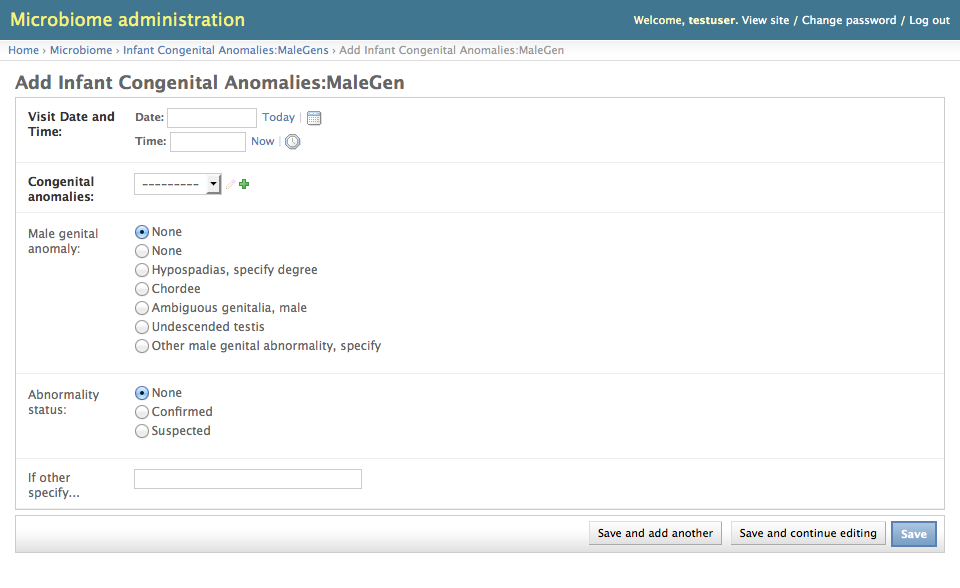 Microbiome administration
Welcome, testuser. View site / Change password / Log out
Home › Microbiome › Infant Congenital Anomalies:MaleGens › Add Infant Congenital Anomalies:MaleGen
Add Infant Congenital Anomalies:MaleGen
Visit Date and
Time:
Date: Today |
Time: Now |
Congenital
anomalies:
---------
Male genital
anomaly:
None
None
Hypospadias, specify degree
Chordee
Ambiguous genitalia, male
Undescended testis
Other male genital abnormality, specify
Abnormality
status:
None
Confirmed
Suspected
If other
specify...
Save and add another
Save and continue editing
Save